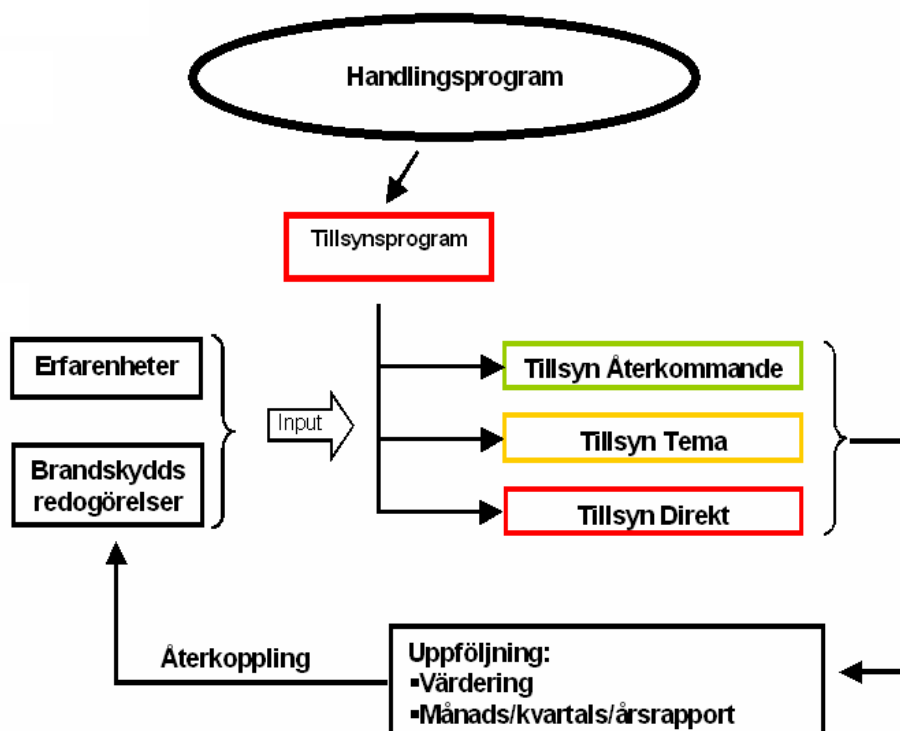 Handlingsprogram
Tillsynsprogram
Erfarenheter
Brandskydds
redogörelser
Input
Tillsyn Återkommande
Tillsyn Tema
Tillsyn Direkt
Återkoppling
Uppföljning:
▪Värdering
▪Månads/kvartals/årsrapport